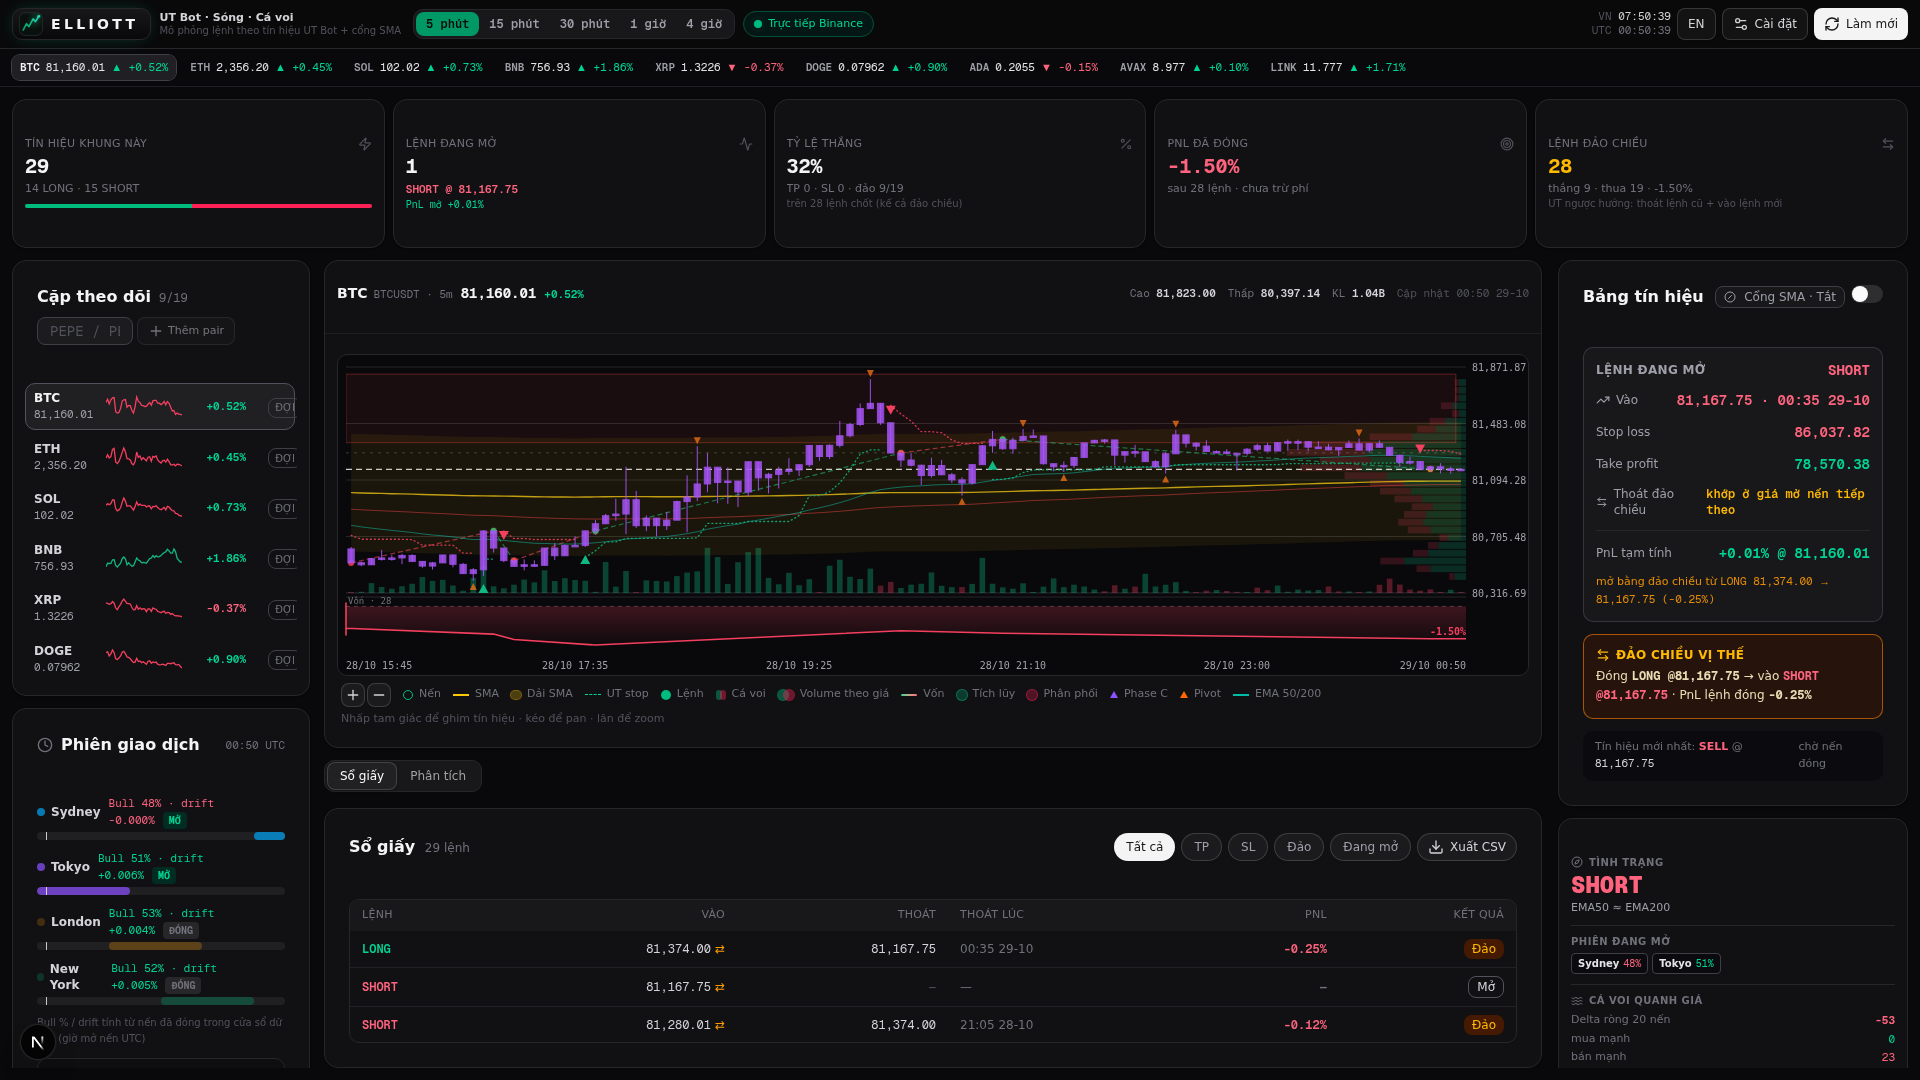 ELLIOTT
UT Bot · Sóng · Cá voi
Mô phỏng lệnh theo tín hiệu UT Bot + cổng SMA
5 phút 15 phút 30 phút 1 giờ 4 giờ
Trực tiếp Binance
VN 07:50:39
UTC 00:50:39
EN
Cài đặt
Làm mới
BTC 81,160.01 ▲ +0.52% ETH 2,356.20 ▲ +0.45% SOL 102.02 ▲ +0.73% BNB 756.93 ▲ +1.86% XRP 1.3226 ▼ -0.37% DOGE 0.07962 ▲ +0.90% ADA 0.2055 ▼ -0.15% AVAX 8.977 ▲ +0.10% LINK 11.777 ▲ +1.71%
TÍN HIỆU KHUNG NÀY
29
14 LONG · 15 SHORT
LỆNH ĐANG MỞ
1
SHORT @ 81,167.75
PnL mở +0.01%
TỶ LỆ THẮNG
32%
TP 0 · SL 0 · đảo 9/19
trên 28 lệnh chốt (kể cả đảo chiều)
PNL ĐÃ ĐÓNG
-1.50%
sau 28 lệnh · chưa trừ phí
LỆNH ĐẢO CHIỀU
28
thắng 9 · thua 19 · -1.50%
UT ngược hướng: thoát lệnh cũ + vào lệnh mới
Cặp theo dõi 9/19
PEPE / PI
Thêm pair
BTC
81,160.01
+0.52%
ĐỢI
ETH
2,356.20
+0.45%
ĐỢI
SOL
102.02
+0.73%
ĐỢI
BNB
756.93
+1.86%
ĐỢI
XRP
1.3226
-0.37%
ĐỢI
DOGE
0.07962
+0.90%
ĐỢI
Phiên giao dịch 00:50 UTC
Sydney Bull 48% · drift
-0.000% MỞ
Tokyo Bull 51% · drift
+0.006% MỞ
London Bull 53% · drift
+0.004% ĐÓNG
New York Bull 52% · drift
+0.005% ĐÓNG
Bull % / drift tính từ nến đã đóng trong cửa sổ dữ
(giờ mở nến UTC)
N
BTC BTCUSDT · 5m 81,160.01 +0.52%
Cao 81,823.00 Thấp 80,397.14 KL 1.04B Cập nhật 00:50 29-10
81,871.87
81,483.08
81,094.28
80,705.48
80,316.69
Vốn · 28
-1.50%
28/10 15:45 28/10 17:35 28/10 19:25 28/10 21:10 28/10 23:00 29/10 00:50
Nến SMA Dải SMA UT stop Lệnh Cá voi Volume theo giá Vốn Tích lũy Phân phối Phase C Pivot EMA 50/200
Nhấp tam giác để ghim tín hiệu · kéo để pan · lăn để zoom
Sổ giấy Phân tích
Sổ giấy 29 lệnh
Tất cả TP SL Đảo Đang mở Xuất CSV
LỆNH VÀO THOÁT THOÁT LÚC PNL KẾT QUẢ
LONG 81,374.00 ⇄ 81,167.75 00:35 29-10 -0.25% Đảo
SHORT 81,167.75 ⇄ — — — Mở
SHORT 81,280.01 ⇄ 81,374.00 21:05 28-10 -0.12% Đảo
Bảng tín hiệu
Cổng SMA · Tắt
LỆNH ĐANG MỞ SHORT
Vào 81,167.75 · 00:35 29-10
Stop loss 86,037.82
Take profit 78,570.38
Thoát đảo chiều khớp ở giá mở nến tiếp theo
PnL tạm tính +0.01% @ 81,160.01
mở bằng đảo chiều từ LONG 81,374.00 →
81,167.75 (-0.25%)
ĐẢO CHIỀU VỊ THẾ
Đóng LONG @81,374.00 → vào SHORT
@81,167.75 · PnL lệnh đóng -0.25%
Tín hiệu mới nhất: SELL @ 81,167.75
chờ nến đóng
TÌNH TRẠNG
SHORT
EMA50 ≈ EMA200
PHIÊN ĐANG MỞ
Sydney 48% Tokyo 51%
CÁ VOI QUANH GIÁ
Delta ròng 20 nến -53
mua mạnh 0
bán mạnh 23